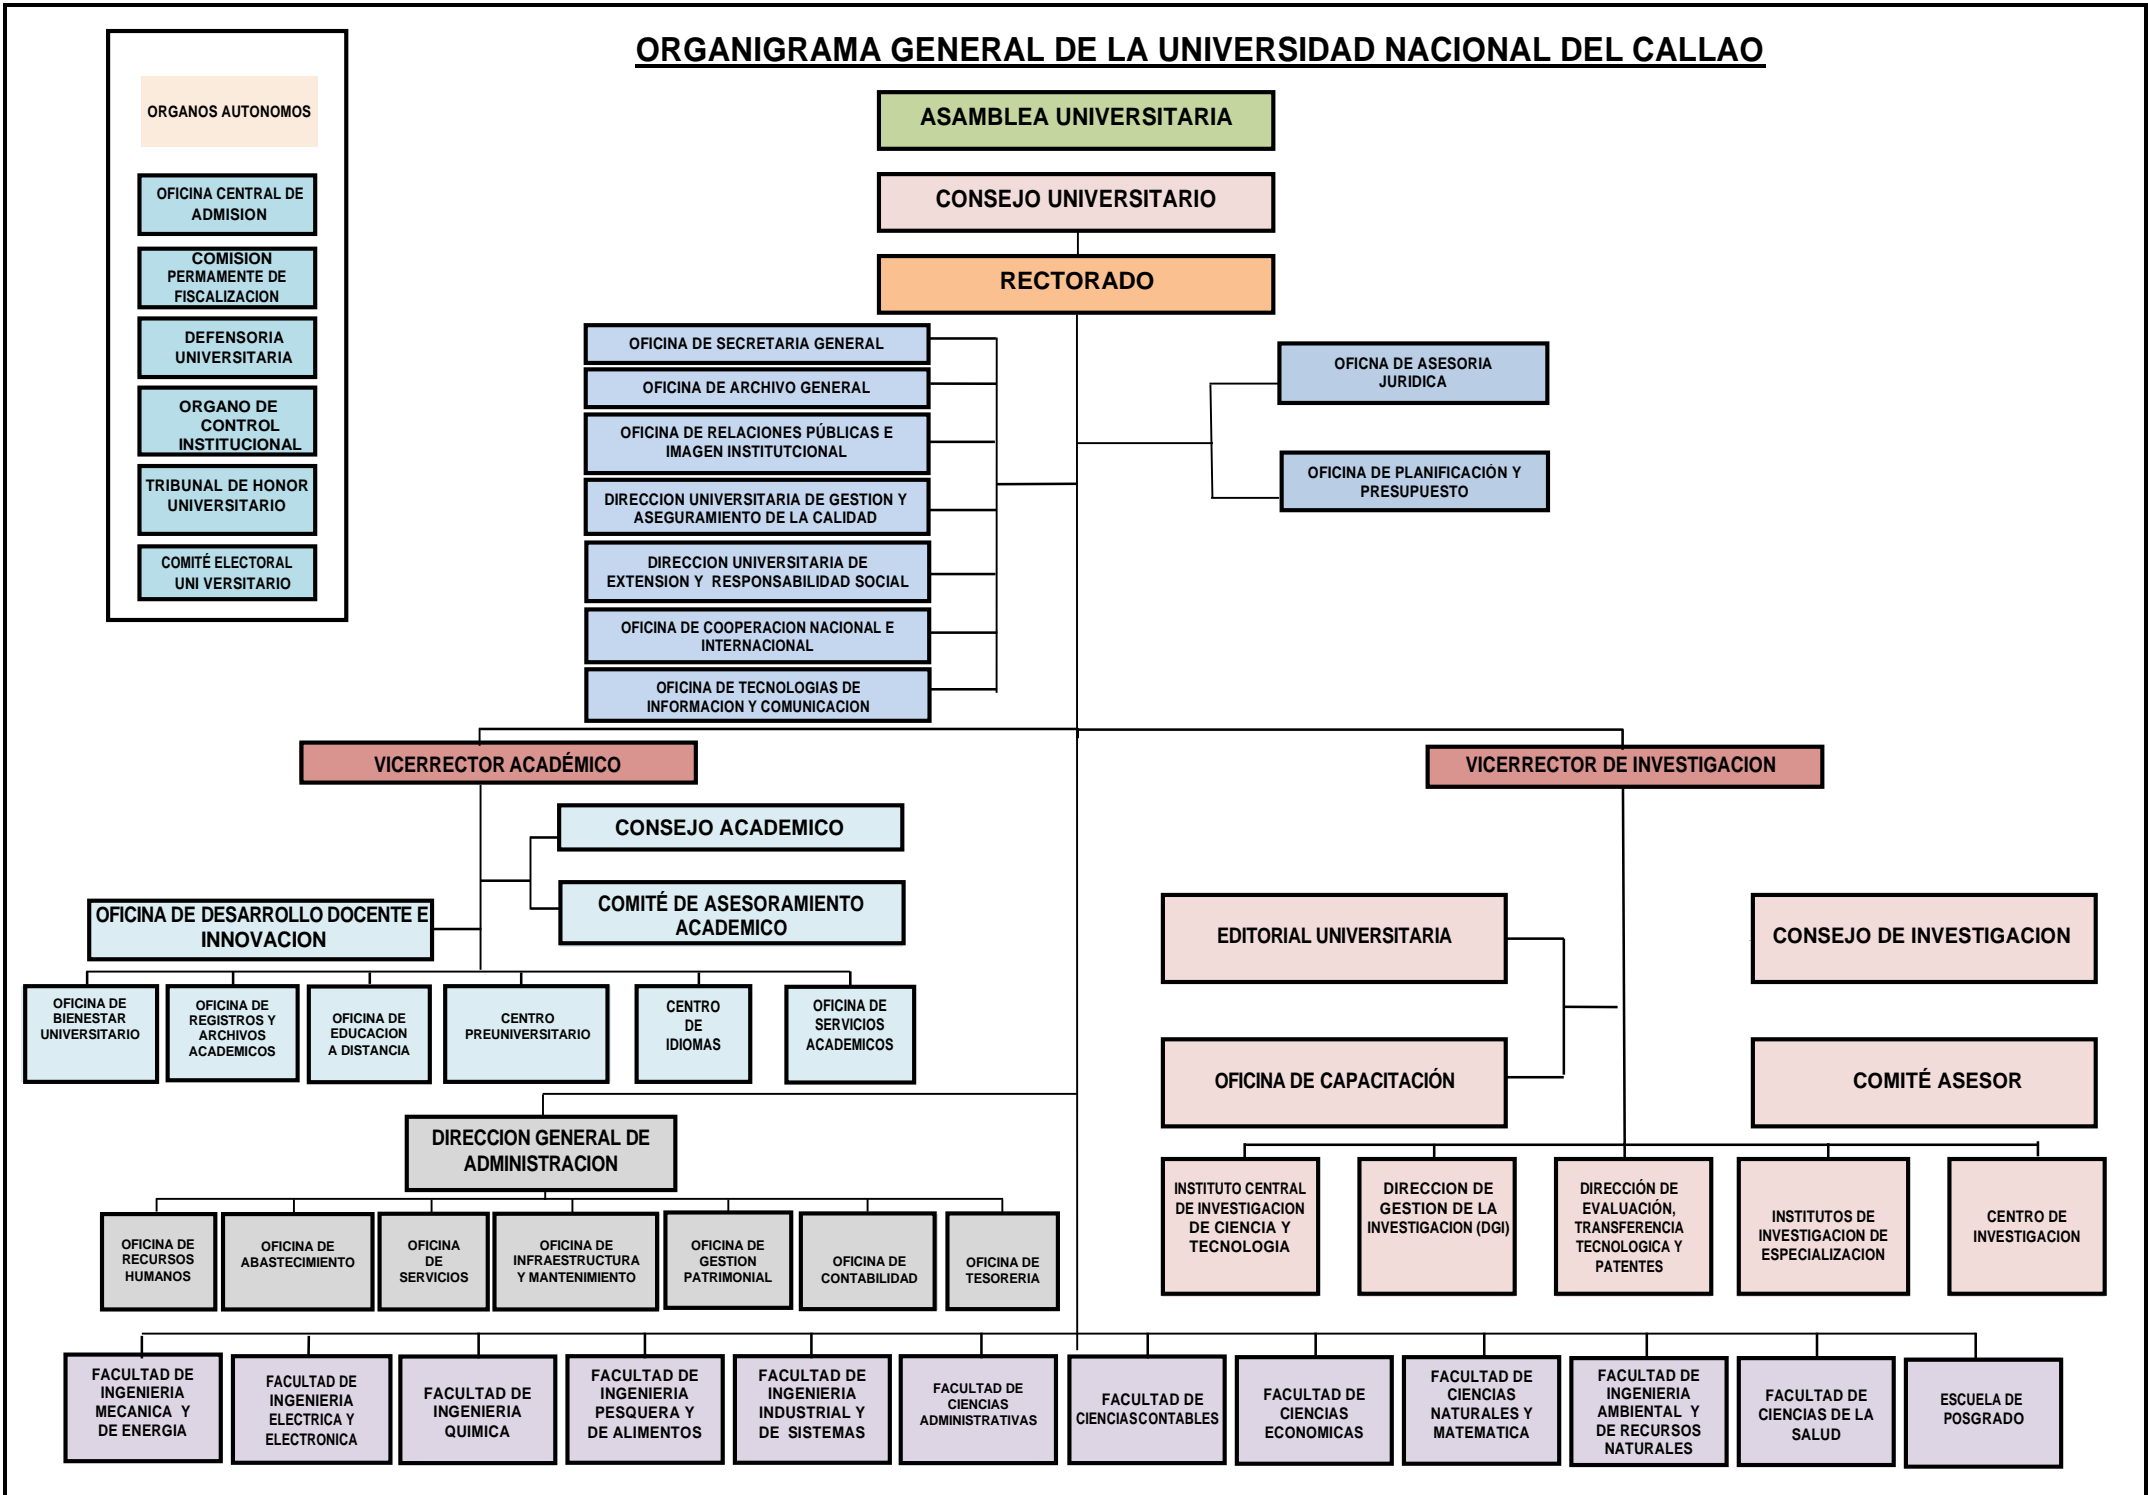 ORGANIGRAMA GENERAL DE LA UNIVERSIDAD NACIONAL DEL CALLAO
ORGANOS AUTONOMOS
OFICINA CENTRAL DE
ADMISION
COMISION
PERMAMENTE DE
FISCALIZACION
DEFENSORIA
UNIVERSITARIA
ORGANO DE
CONTROL
INSTITUCIONAL
TRIBUNAL DE HONOR
UNIVERSITARIO
COMITÉ ELECTORAL
UNI VERSITARIO
ASAMBLEA UNIVERSITARIA
CONSEJO UNIVERSITARIO
RECTORADO
OFICINA DE SECRETARIA GENERAL
OFICINA DE ARCHIVO GENERAL
OFICINA DE RELACIONES PÚBLICAS E
IMAGEN INSTITUTCIONAL
DIRECCION UNIVERSITARIA DE GESTION Y
ASEGURAMIENTO DE LA CALIDAD
DIRECCION UNIVERSITARIA DE
EXTENSION Y RESPONSABILIDAD SOCIAL
OFICINA DE COOPERACION NACIONAL E
INTERNACIONAL
OFICINA DE TECNOLOGIAS DE
INFORMACION Y COMUNICACION
OFICNA DE ASESORIA
JURIDICA
OFICINA DE PLANIFICACIÓN Y
PRESUPUESTO
VICERRECTOR ACADÉMICO
VICERRECTOR DE INVESTIGACION
CONSEJO ACADEMICO
COMITÉ DE ASESORAMIENTO
ACADEMICO
OFICINA DE DESARROLLO DOCENTE E
INNOVACION
OFICINA DE
BIENESTAR
UNIVERSITARIO
OFICINA DE
REGISTROS Y
ARCHIVOS
ACADEMICOS
OFICINA DE
EDUCACION
A DISTANCIA
CENTRO
PREUNIVERSITARIO
CENTRO
DE
IDIOMAS
OFICINA DE
SERVICIOS
ACADEMICOS
EDITORIAL UNIVERSITARIA
CONSEJO DE INVESTIGACION
OFICINA DE CAPACITACIÓN
COMITÉ ASESOR
DIRECCION GENERAL DE
ADMINISTRACION
OFICINA DE
RECURSOS
HUMANOS
OFICINA DE
ABASTECIMIENTO
OFICINA
DE
SERVICIOS
OFICINA DE
INFRAESTRUCTURA
Y MANTENIMIENTO
OFICINA DE
GESTION
PATRIMONIAL
OFICINA DE
CONTABILIDAD
OFICINA DE
TESORERIA
INSTITUTO CENTRAL
DE INVESTIGACION
DE CIENCIA Y
TECNOLOGIA
DIRECCION DE
GESTION DE LA
INVESTIGACION (DGI)
DIRECCIÓN DE
EVALUACIÓN,
TRANSFERENCIA
TECNOLOGICA Y
PATENTES
INSTITUTOS DE
INVESTIGACION DE
ESPECIALIZACION
CENTRO DE
INVESTIGACION
FACULTAD DE
INGENIERIA
MECANICA Y
DE ENERGIA
FACULTAD DE
INGENIERIA
ELECTRICA Y
ELECTRONICA
FACULTAD DE
INGENIERIA
QUIMICA
FACULTAD DE
INGENIERIA
PESQUERA Y
DE ALIMENTOS
FACULTAD DE
INGENIERIA
INDUSTRIAL Y
DE SISTEMAS
FACULTAD DE
CIENCIAS
ADMINISTRATIVAS
FACULTAD DE
CIENCIAS CONTABLES
FACULTAD DE
CIENCIAS
ECONOMICAS
FACULTAD DE
CIENCIAS
NATURALES Y
MATEMATICA
FACULTAD DE
INGENIERIA
AMBIENTAL Y
DE RECURSOS
NATURALES
FACULTAD DE
CIENCIAS DE LA
SALUD
ESCUELA DE
POSGRADO